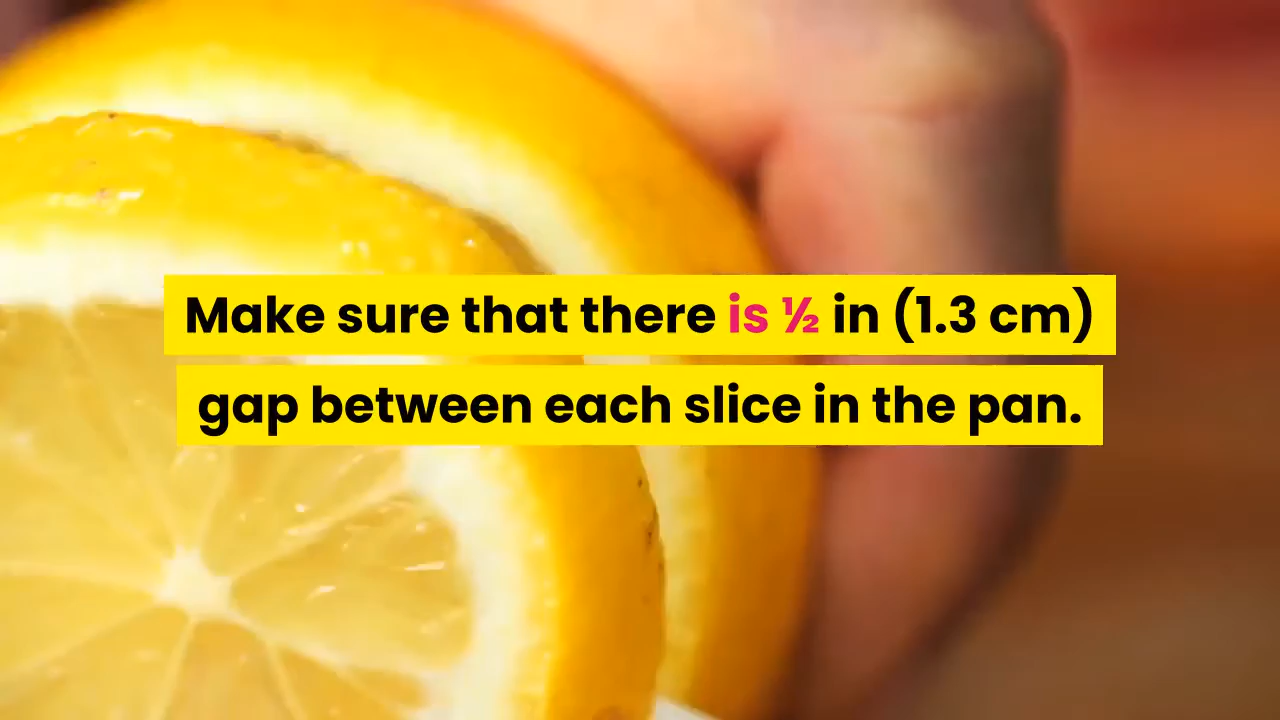 Make sure that there is ½ in (1.3 cm)
gap between each slice in the pan.